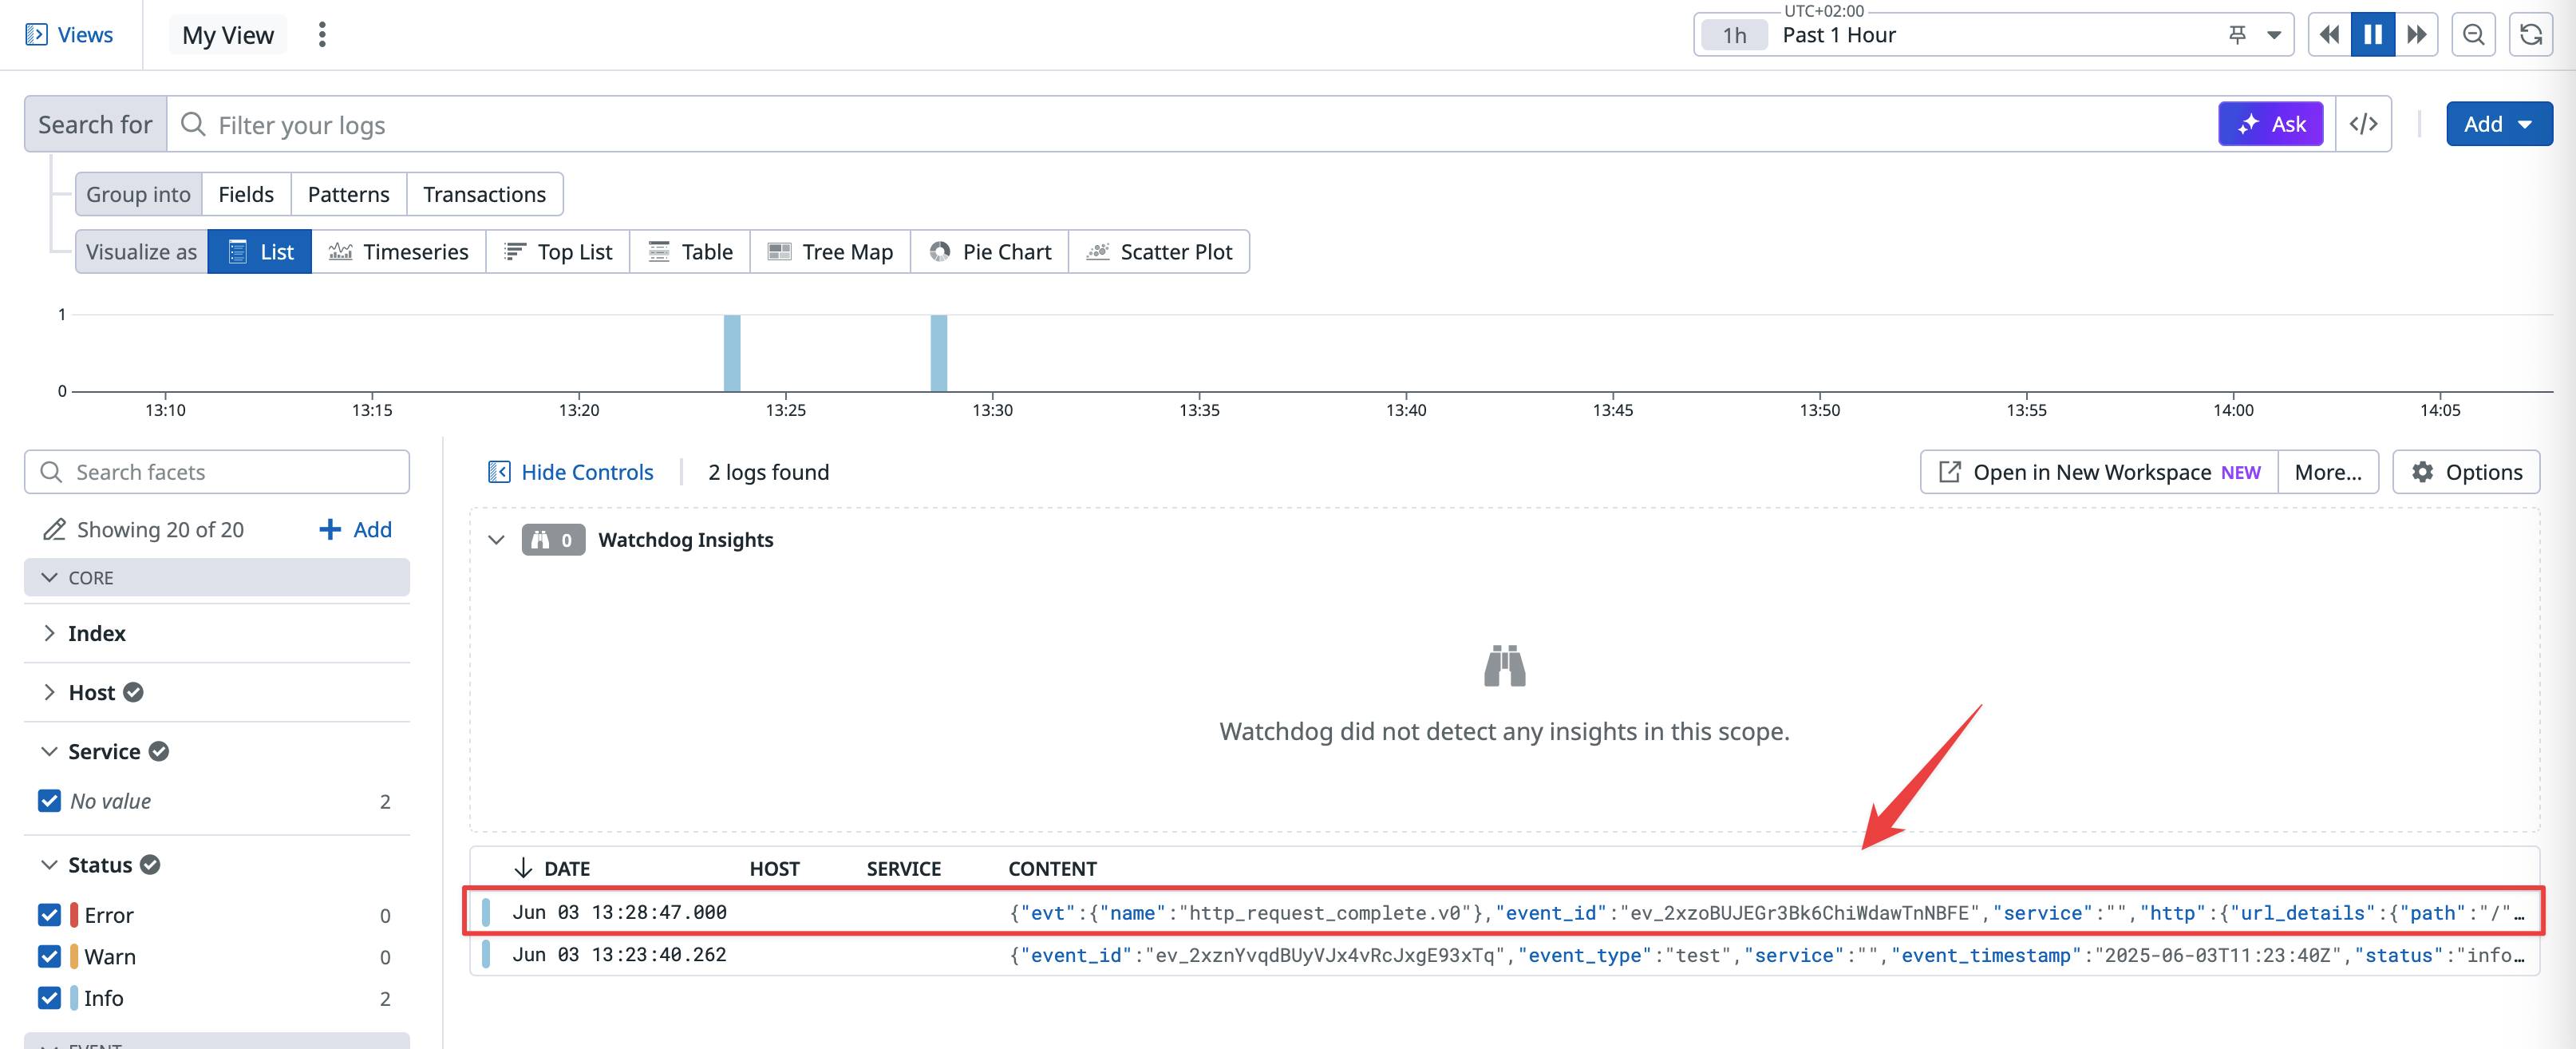 Views
My View
UTC+02:00
1h Past 1 Hour
Search for Filter your logs Ask </> Add
Group into Fields Patterns Transactions
Visualize as List Timeseries Top List Table Tree Map Pie Chart Scatter Plot
1
0
13:10 13:15 13:20 13:25 13:30 13:35 13:40 13:45 13:50 13:55 14:00 14:05
Search facets
Showing 20 of 20 + Add
CORE
Index
Host
Service
No value 2
Status
Error 0
Warn 0
Info 2
EVENT
Hide Controls 2 logs found Open in New Workspace NEW More... Options
0 Watchdog Insights
Watchdog did not detect any insights in this scope.
DATE HOST SERVICE CONTENT
Jun 03 13:28:47.000 {"evt":{"name":"http_request_complete.v0"},"event_id":"ev_2xzoBUJEGr3Bk6ChiWdawTnNBFE","service":"","http":{"url_details":{"path":"/"…
Jun 03 13:23:40.262 {"event_id":"ev_2xznYvqdBUyVJx4vRcJxgE93xTq","event_type":"test","service":"","event_timestamp":"2025-06-03T11:23:40Z","status":"info…